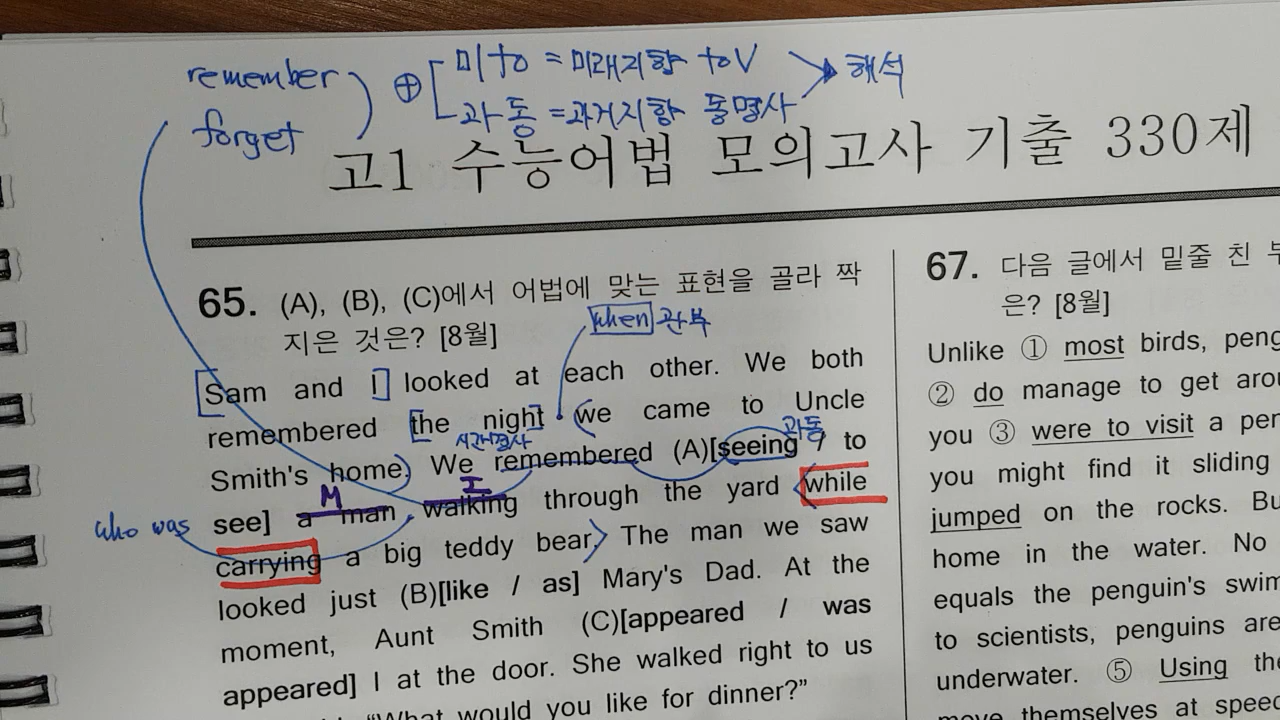 remember
forget
미to = 미래지향 toV
과동 = 과거지향 동명사
해석
고1 수능어법 모의고사 기출 330제
65. (A), (B), (C)에서 어법에 맞는 표현을 골라 짝
지은 것은? [8월]
when 관부
Sam and I looked at each other. We both
remembered the night we came to Uncle
시각명사
과동
Smith's home) We remembered (A)[seeing / to
M
I
see] a man walking through the yard while
who was
carrying a big teddy bear. The man we saw
looked just (B)[like / as] Mary's Dad. At the
moment, Aunt Smith (C)[appeared / was
appeared] I at the door. She walked right to us
"What would you like for dinner?"
67. 다음 글에서 밑줄 친
은? [8월]
Unlike ① most birds, peng
② do manage to get arou
you ③ were to visit a per
you might find it sliding
jumped on the rocks. Bu
home in the water. No
equals the penguin's swim
to scientists, penguins are
underwater. ⑤ Using the
move themselves at speed